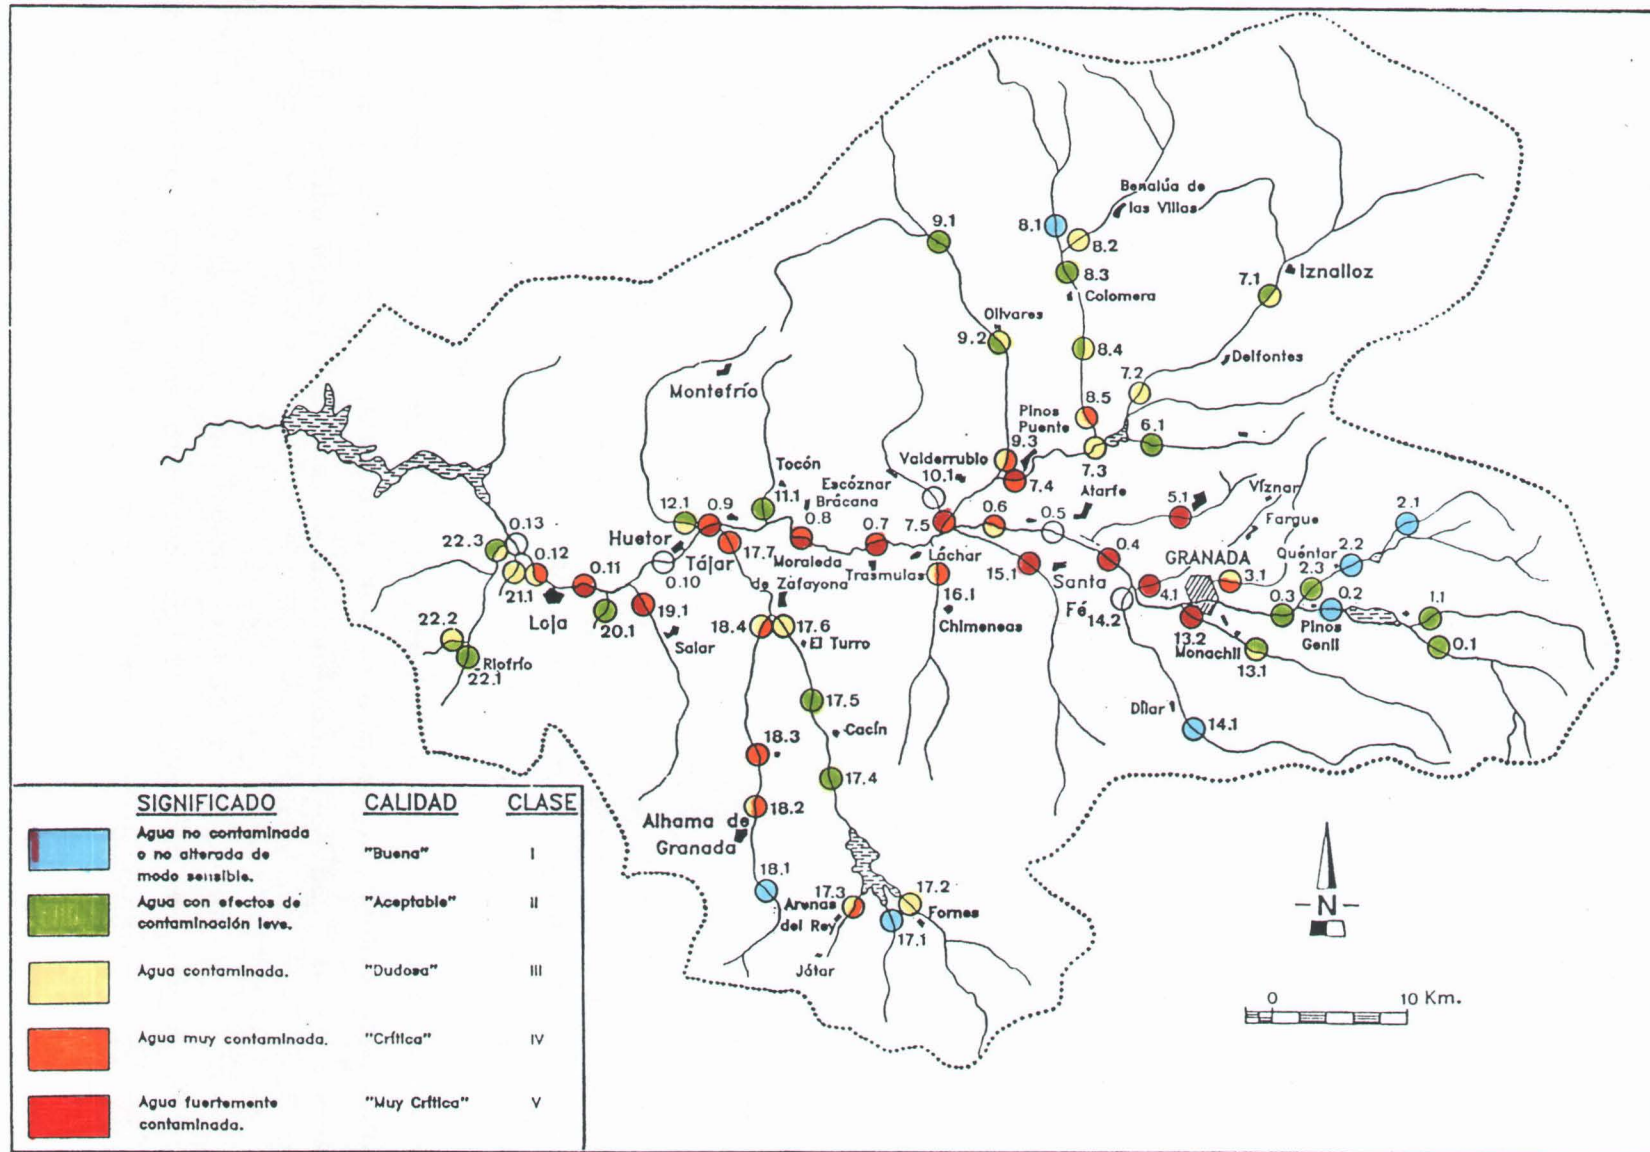 Benalúa de
las Villas
8.1
8.2
9.1
8.3
Colomera
7.1
Iznalloz
Olivares
9.2
8.4
Delfontes
7.2
Montefrío
8.5
Pinos
Puente
6.1
9.3
7.3
Valderrubio
10.1
7.4
Tocón
Escóznar
Brácana
11.1
Atarfe
Víznar
5.1
2.1
12.1
0.9
0.8
0.7
7.5
0.6
0.5
Fargue
0.13
22.3
Huetor
Tájar
17.7
Moraleda
de Zafayona
Láchar
Trasmulas
0.4
GRANADA
Quéntar
2.2
0.12
0.11
0.10
16.1
15.1
Santa
Fé
4.1
3.1
2.3
0.2
1.1
21.1
Loja
20.1
19.1
14.2
0.3
Pinos
Genil
22.2
Salar
18.4
17.6
El Turro
Chimeneas
13.2
Monachil
13.1
0.1
Riofrío
22.1
17.5
Cacín
Dílar
14.1
18.3
17.4
18.2
Alhama de
Granada
18.1
17.3
Arenas
del Rey
17.2
Fornes
17.1
Játar
SIGNIFICADO CALIDAD CLASE
Agua no contaminada
o no alterada de
modo sensible.
"Buena" I
Agua con efectos de
contaminación leve.
"Aceptable" II
Agua contaminada. "Dudosa" III
Agua muy contaminada. "Crítica" IV
Agua fuertemente
contaminada.
"Muy Crítica" V
N
0 10 Km.